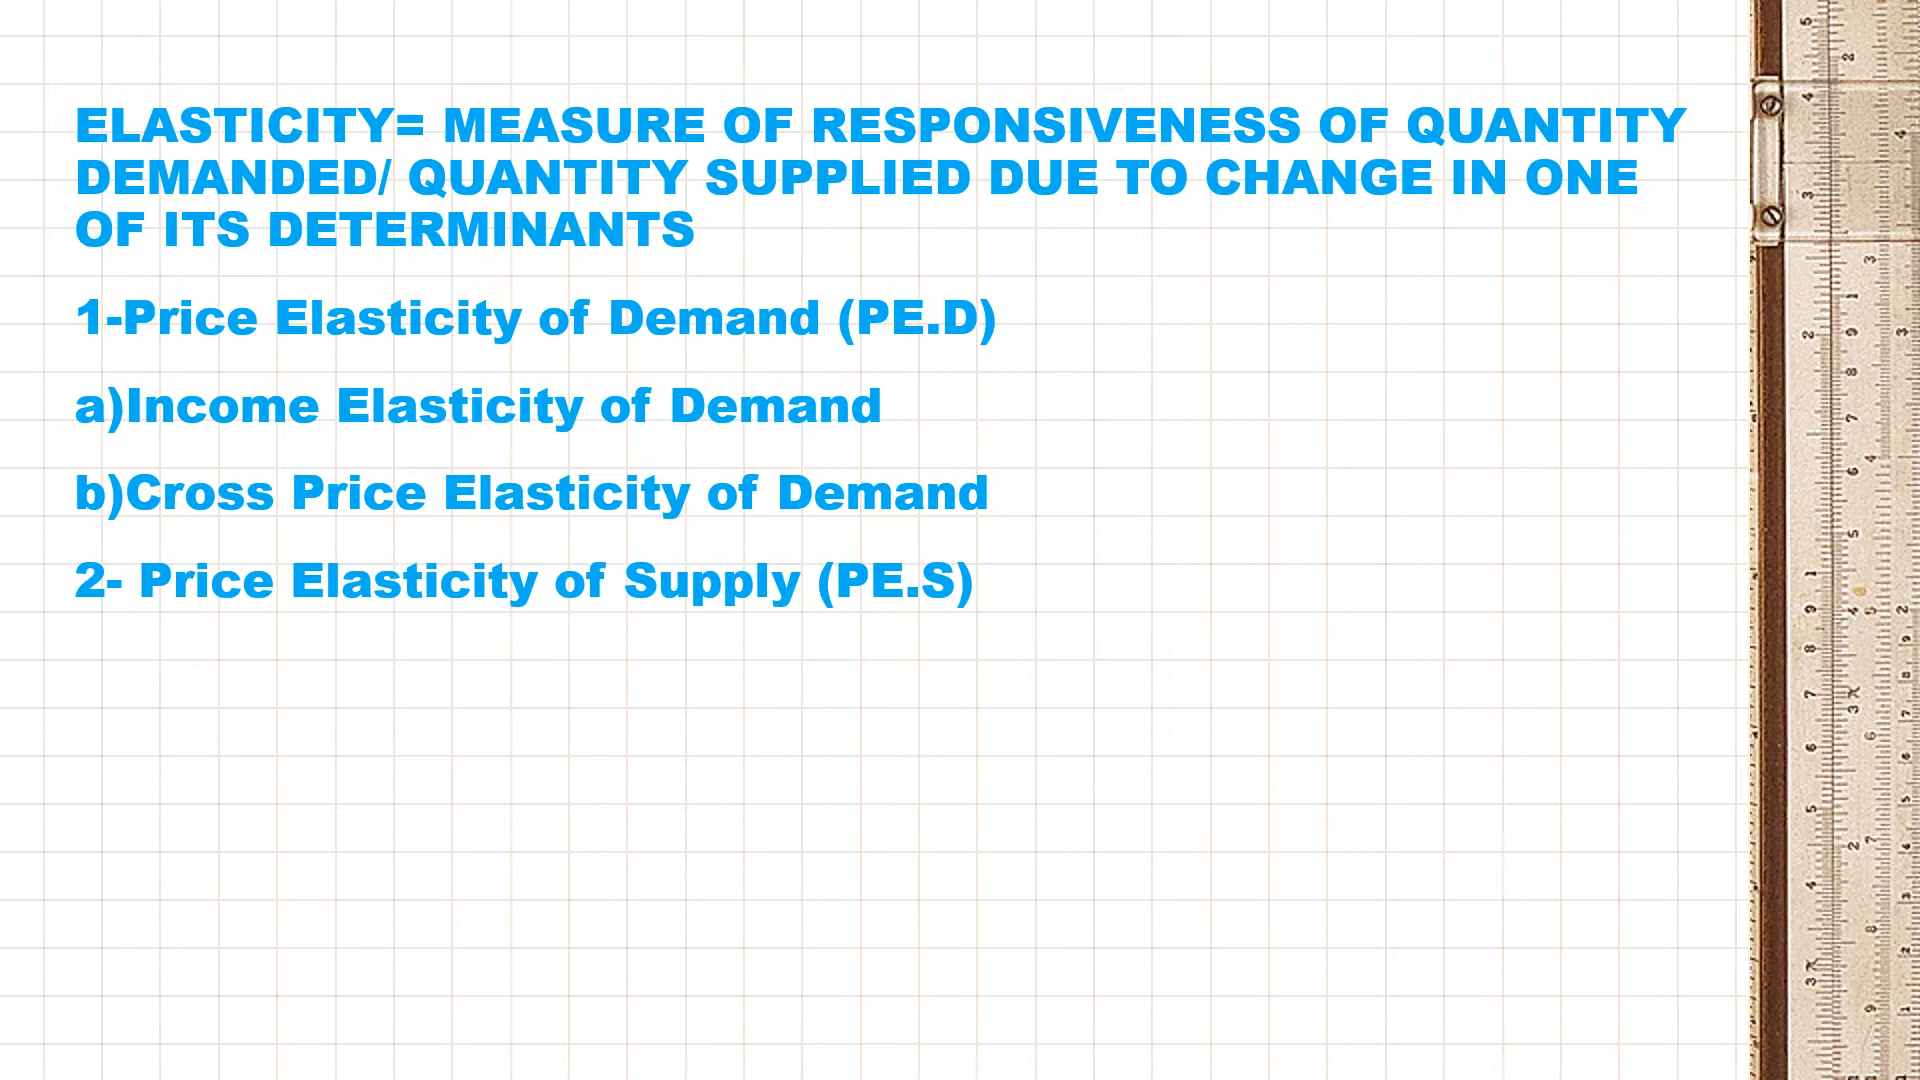 ELASTICITY= MEASURE OF RESPONSIVENESS OF QUANTITY
DEMANDED/ QUANTITY SUPPLIED DUE TO CHANGE IN ONE
OF ITS DETERMINANTS
1-Price Elasticity of Demand (PE.D)
a)Income Elasticity of Demand
b)Cross Price Elasticity of Demand
2- Price Elasticity of Supply (PE.S)